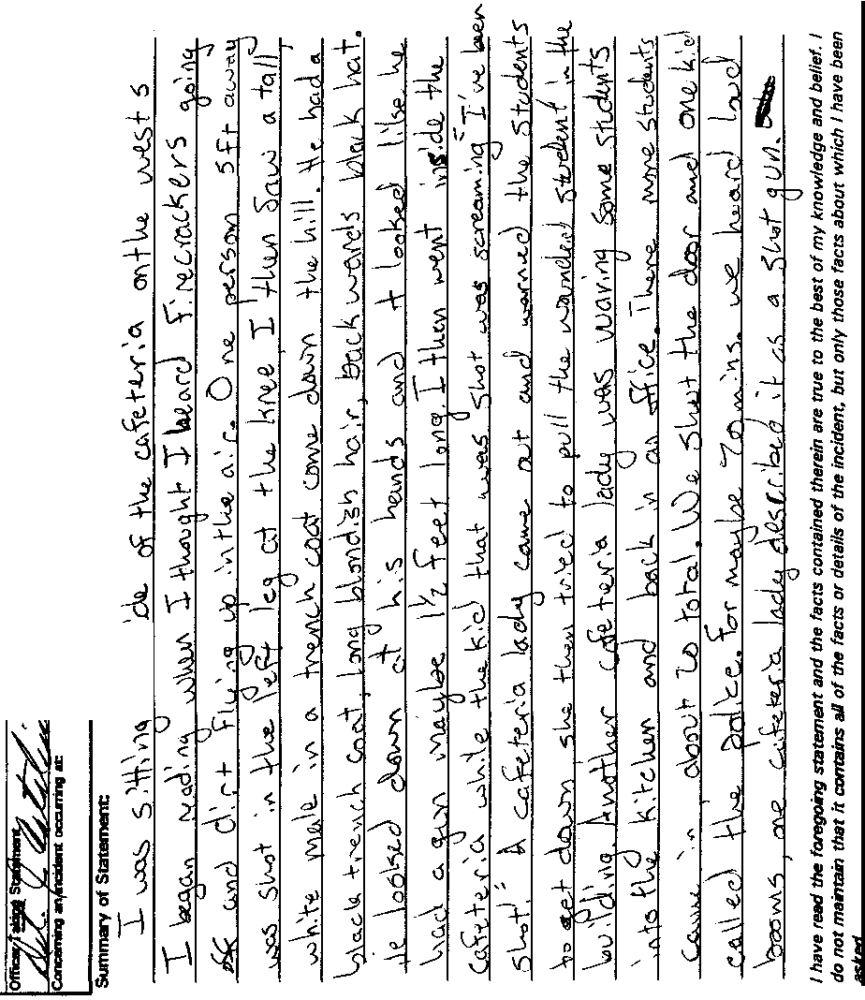 Officer Taking Statement
Concerning an incident occurring at:
Summary of Statement:
I was sitting ide of the cafeteria on the west s
I began reading when I thought I heard firecrackers going
off and dirt flying up in the air. One person 5ft away
was shot in the left leg at the knee I then saw a tall
white male in a trench coat come down the hill. He had a
black trench coat, long blondish hair, backwards black hat.
He looked down at his hands and it looked like he
had a gun maybe 1 1/2 feet long. I then went inside the
cafeteria while the kid that was shot was screaming "I've been
shot!" A cafeteria lady came out and warned the students
to get down she then tried to pull the wounded student in the
building. Another cafeteria lady was waving some students
into the kitchen and back in an office. There more students
came in about 20 total. We shut the door and one kid
called the police. For maybe 20 mins. we heard loud
booms, one cafeteria lady described it as a shot gun.
I have read the foregoing statement and the facts contained therein are true to the best of my knowledge and belief. I
do not maintain that it contains all of the facts or details of the incident, but only those facts about which I have been
asked.